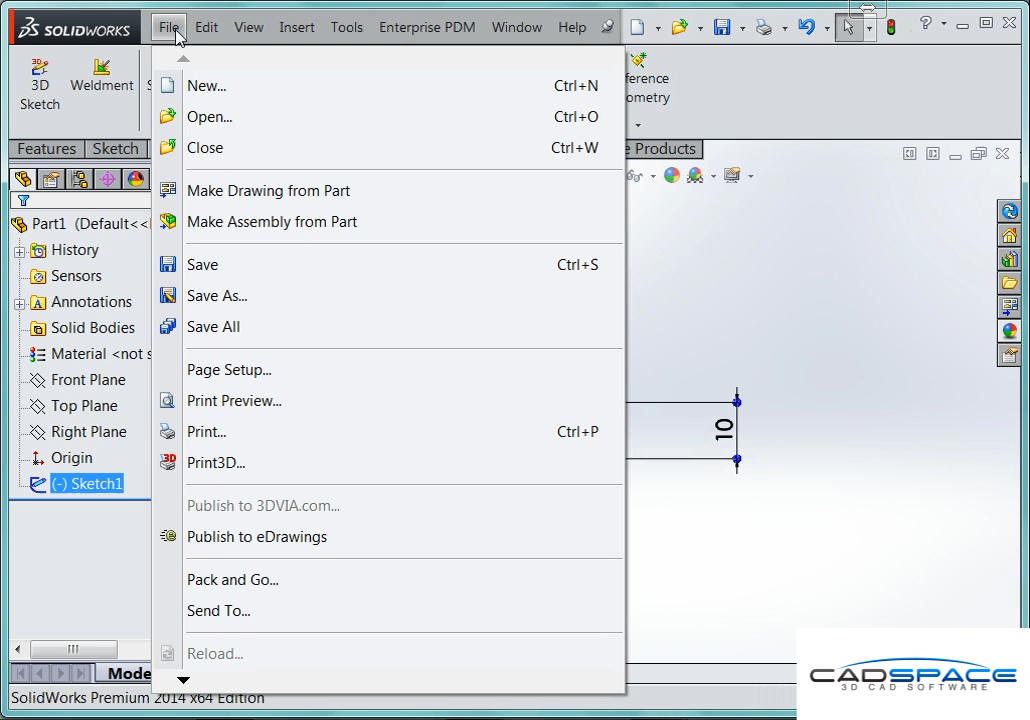 SOLIDWORKS File Edit View Insert Tools Enterprise PDM Window Help
3D Sketch
Weldment
Features Sketch
Part1 (Default<<
History
Sensors
Annotations
Solid Bodies
Material <not s
Front Plane
Top Plane
Right Plane
Origin
(-) Sketch1
New... Ctrl+N
Open... Ctrl+O
Close Ctrl+W
Make Drawing from Part
Make Assembly from Part
Save Ctrl+S
Save As...
Save All
Page Setup...
Print Preview...
Print... Ctrl+P
Print3D...
Publish to 3DVIA.com...
Publish to eDrawings
Pack and Go...
Send To...
Reload...
ference
ometry
e Products
10
Mode
SolidWorks Premium 2014 x64 Edition
CADSPACE
3D CAD SOFTWARE